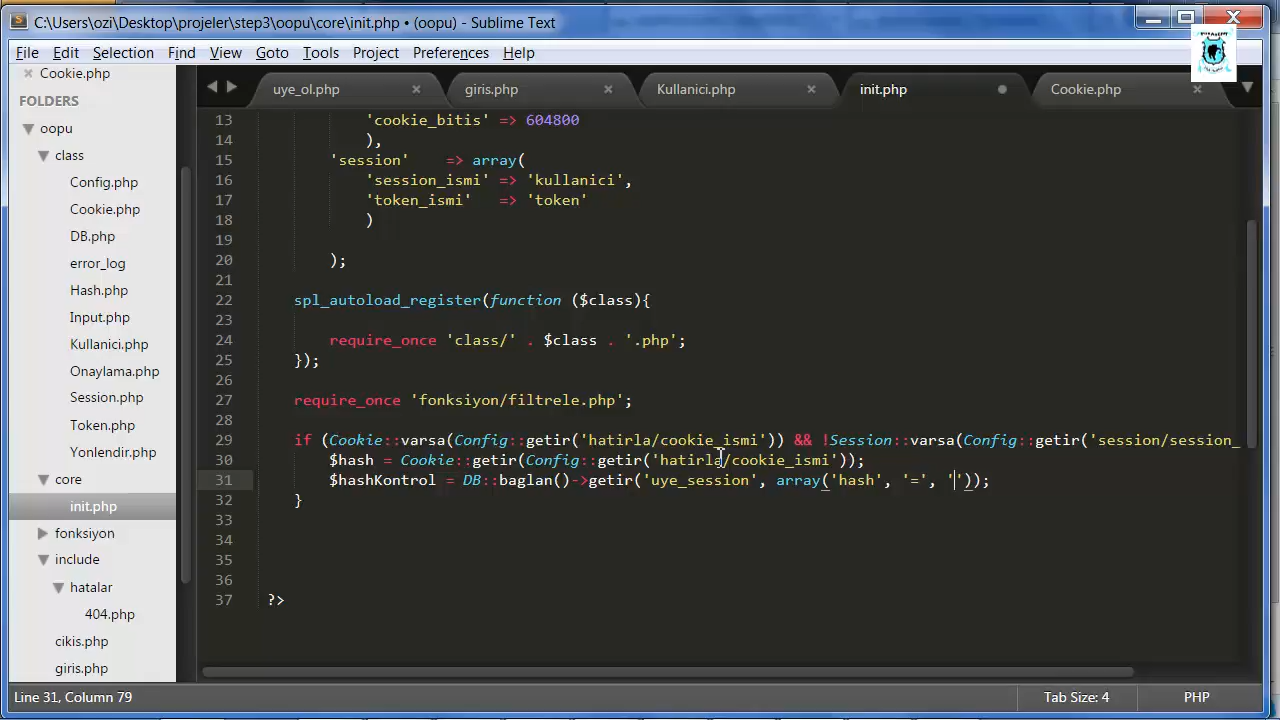 C:\Users\ozi\Desktop\projeler\step3\oopu\core\init.php • (oopu) - Sublime Text
File Edit Selection Find View Goto Tools Project Preferences Help
× Cookie.php
FOLDERS
oopu
class
Config.php
Cookie.php
DB.php
error_log
Hash.php
Input.php
Kullanici.php
Onaylama.php
Session.php
Token.php
Yonlendir.php
core
init.php
fonksiyon
include
hatalar
404.php
cikis.php
giris.php
uye_ol.php × giris.php × Kullanici.php × init.php Cookie.php ×
13 'cookie_bitis' => 604800
14 ),
15 'session' => array(
16 'session_ismi' => 'kullanici',
17 'token_ismi' => 'token'
18 )
19
20 );
21
22 spl_autoload_register(function ($class){
23
24 require_once 'class/' . $class . '.php';
25 });
26
27 require_once 'fonksiyon/filtrele.php';
28
29 if (Cookie::varsa(Config::getir('hatirla/cookie_ismi')) && !Session::varsa(Config::getir('session/session_
30 $hash = Cookie::getir(Config::getir('hatirla/cookie_ismi'));
31 $hashKontrol = DB::baglan()->getir('uye_session', array('hash', '=', ''));
32 }
33
34
35
36
37 ?>
Line 31, Column 79 Tab Size: 4 PHP